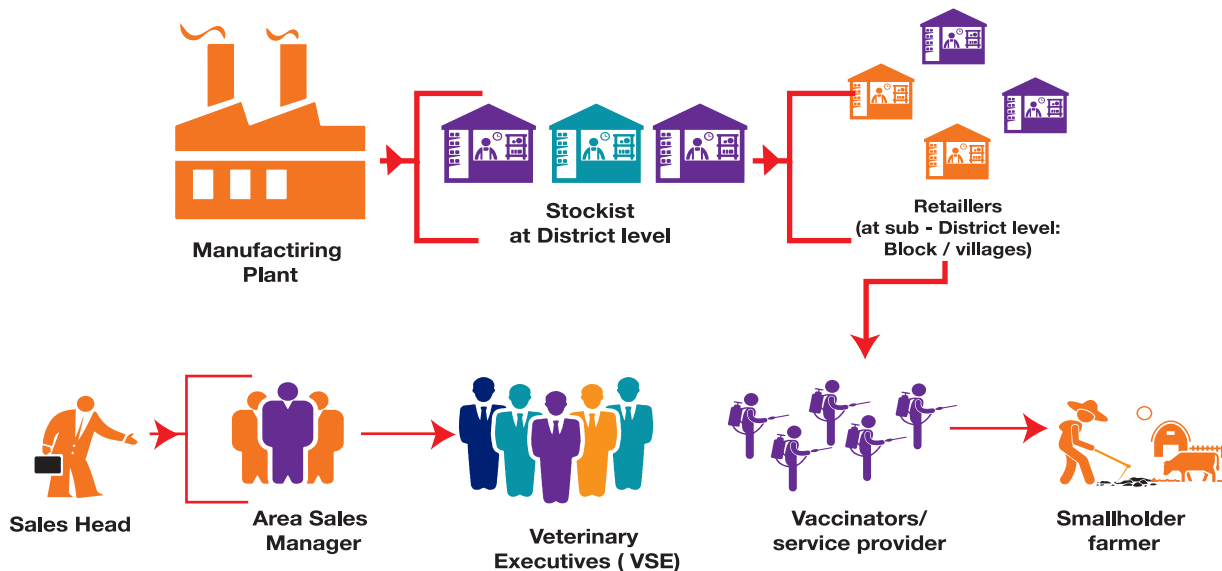 Manufactiring
Plant
Stockist
at District level
Retaillers
(at sub - District level:
Block / villages)
Sales Head
Area Sales
Manager
Veterinary
Executives ( VSE)
Vaccinators/
service provider
Smallholder
farmer